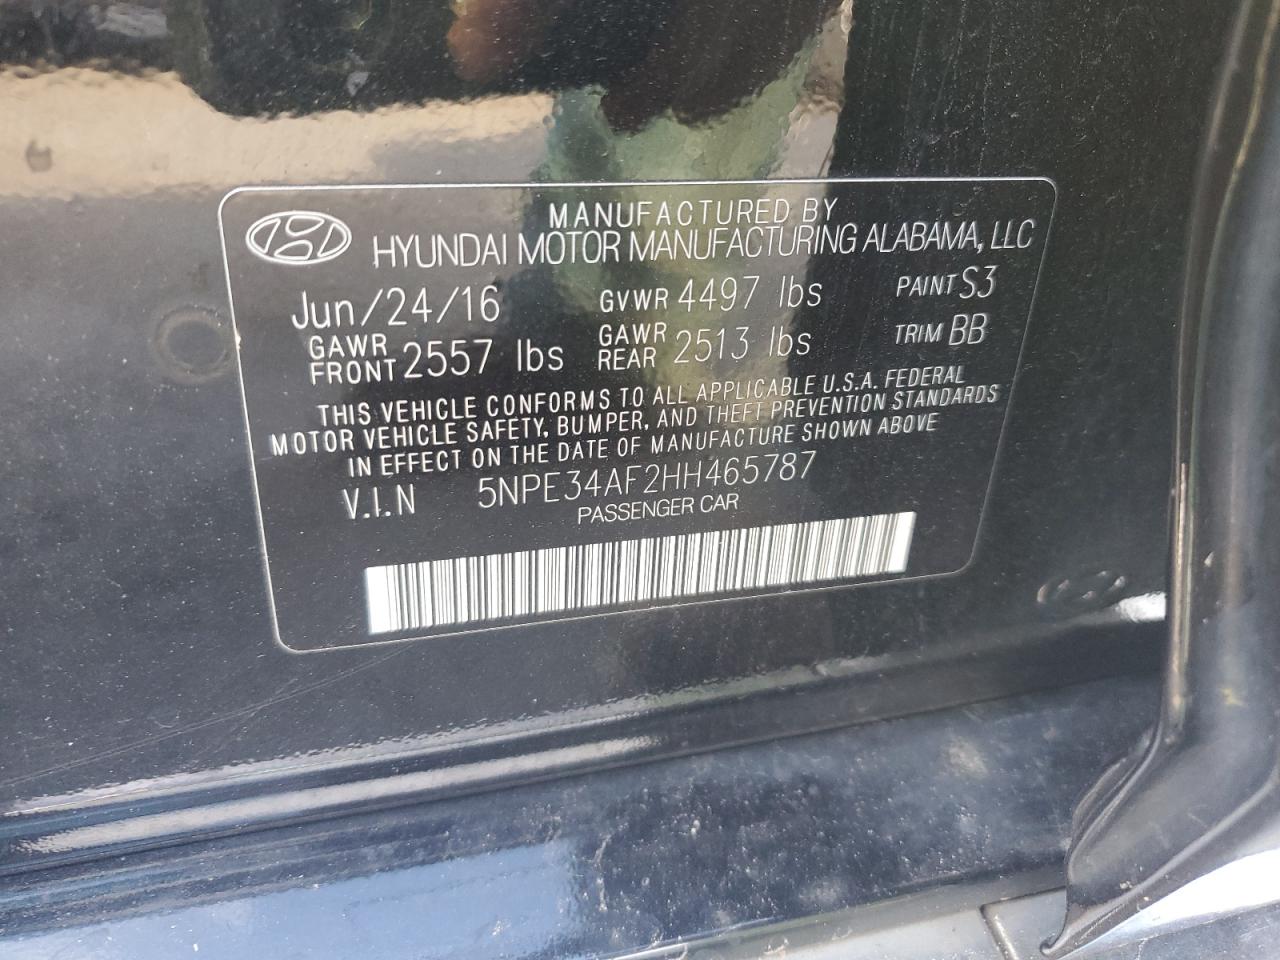 MANUFACTURED BY
HYUNDAI MOTOR MANUFACTURING ALABAMA, LLC
Jun/24/16 GVWR 4497 lbs PAINT S3
GAWR FRONT 2557 lbs GAWR REAR 2513 lbs TRIM BB
THIS VEHICLE CONFORMS TO ALL APPLICABLE U.S.A. FEDERAL
MOTOR VEHICLE SAFETY, BUMPER, AND THEFT PREVENTION STANDARDS
IN EFFECT ON THE DATE OF MANUFACTURE SHOWN ABOVE
V.I.N 5NPE34AF2HH465787
PASSENGER CAR